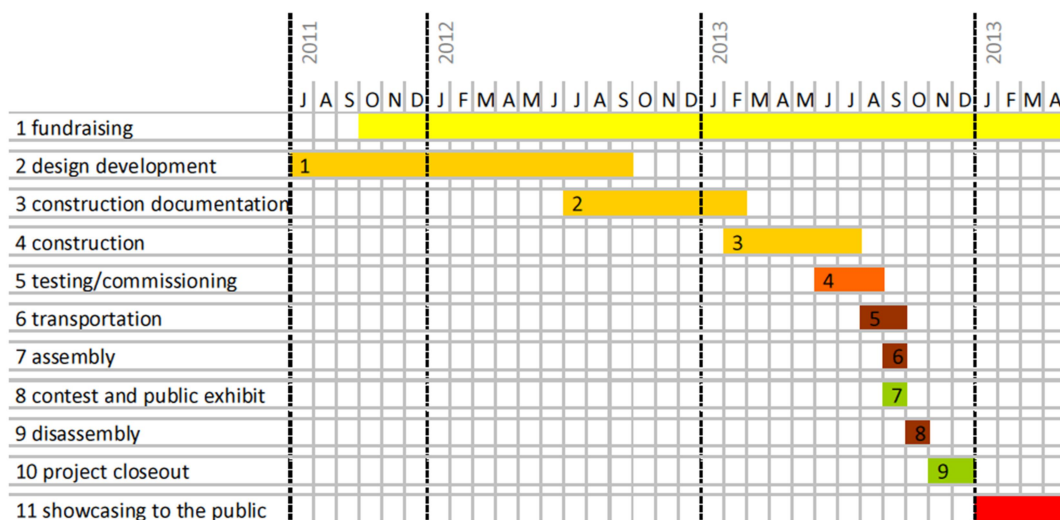 2011 2012 2013 2013
J A S O N D J F M A M J J A S O N D J F M A M J J A S O N D J F M A
1 fundraising
2 design development 1
3 construction documentation 2
4 construction 3
5 testing/commissioning 4
6 transportation 5
7 assembly 6
8 contest and public exhibit 7
9 disassembly 8
10 project closeout 9
11 showcasing to the public